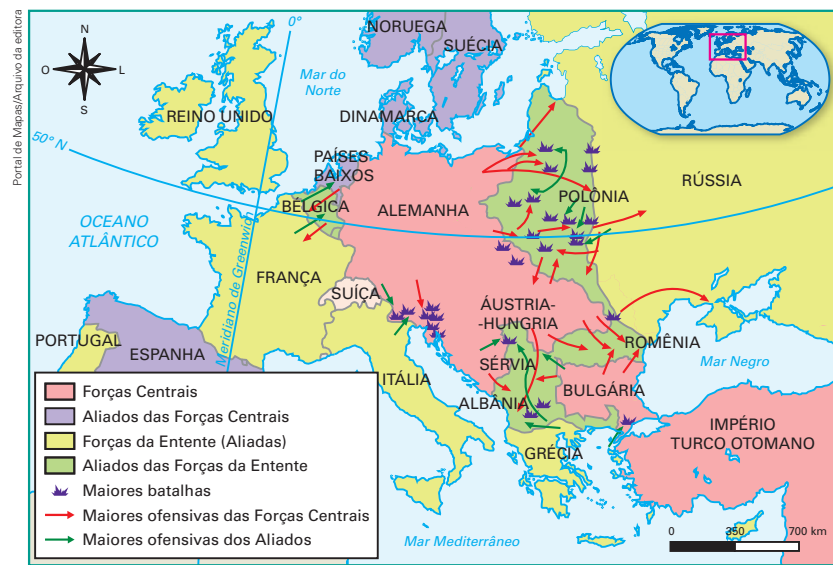 Portal de Mapas/Arquivo da editora
N
O
L
S
0°
Meridiano de Greenwich
50° N
NORUEGA
SUÉCIA
Mar do
Norte
DINAMARCA
REINO UNIDO
PAÍSES
BAIXOS
BÉLGICA
ALEMANHA
POLÔNIA
RÚSSIA
OCEANO
ATLÂNTICO
FRANÇA
SUÍÇA
ÁUSTRIA-
HUNGRIA
ROMÊNIA
Mar Negro
PORTUGAL
ESPANHA
ITÁLIA
SÉRVIA
BULGÁRIA
ALBÂNIA
GRÉCIA
IMPÉRIO
TURCO OTOMANO
Mar Mediterrâneo
Forças Centrais
Aliados das Forças Centrais
Forças da Entente (Aliadas)
Aliados das Forças da Entente
Maiores batalhas
Maiores ofensivas das Forças Centrais
Maiores ofensivas dos Aliados
0 350 700 km